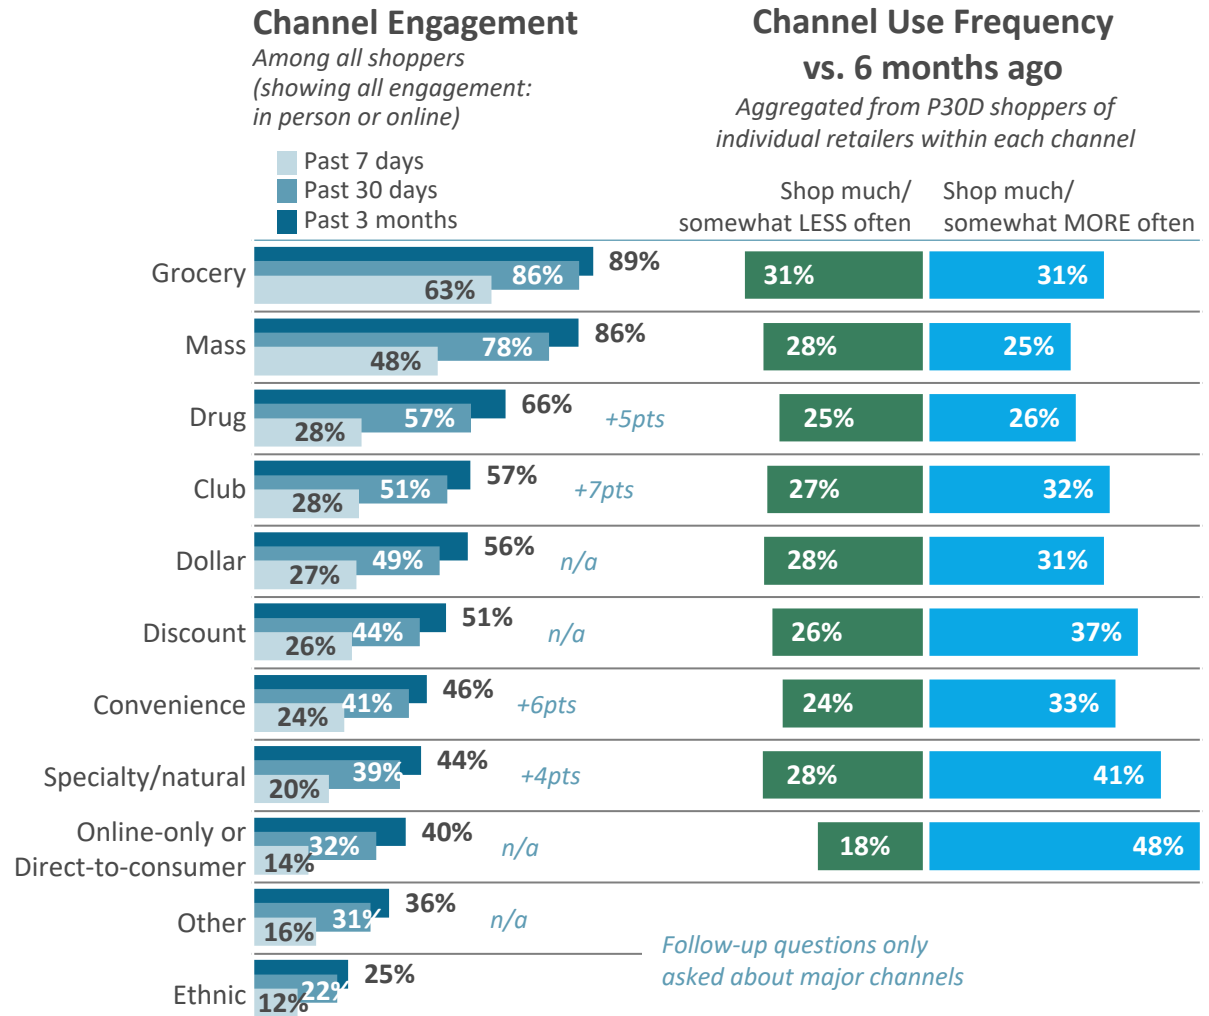 Channel Engagement
Among all shoppers
(showing all engagement:
in person or online)
Past 7 days
Past 30 days
Past 3 months
Channel Use Frequency
vs. 6 months ago
Aggregated from P30D shoppers of
individual retailers within each channel
Shop much/
somewhat LESS often
Shop much/
somewhat MORE often
Grocery 63% 86% 89% 31% 31%
Mass 48% 78% 86% 28% 25%
Drug 28% 57% 66% +5pts 25% 26%
Club 28% 51% 57% +7pts 27% 32%
Dollar 27% 49% 56% n/a 28% 31%
Discount 26% 44% 51% n/a 26% 37%
Convenience 24% 41% 46% +6pts 24% 33%
Specialty/natural 20% 39% 44% +4pts 28% 41%
Online-only or
Direct-to-consumer 14% 32% 40% n/a 18% 48%
Other 16% 31% 36% n/a
Ethnic 12% 22% 25%
Follow-up questions only
asked about major channels